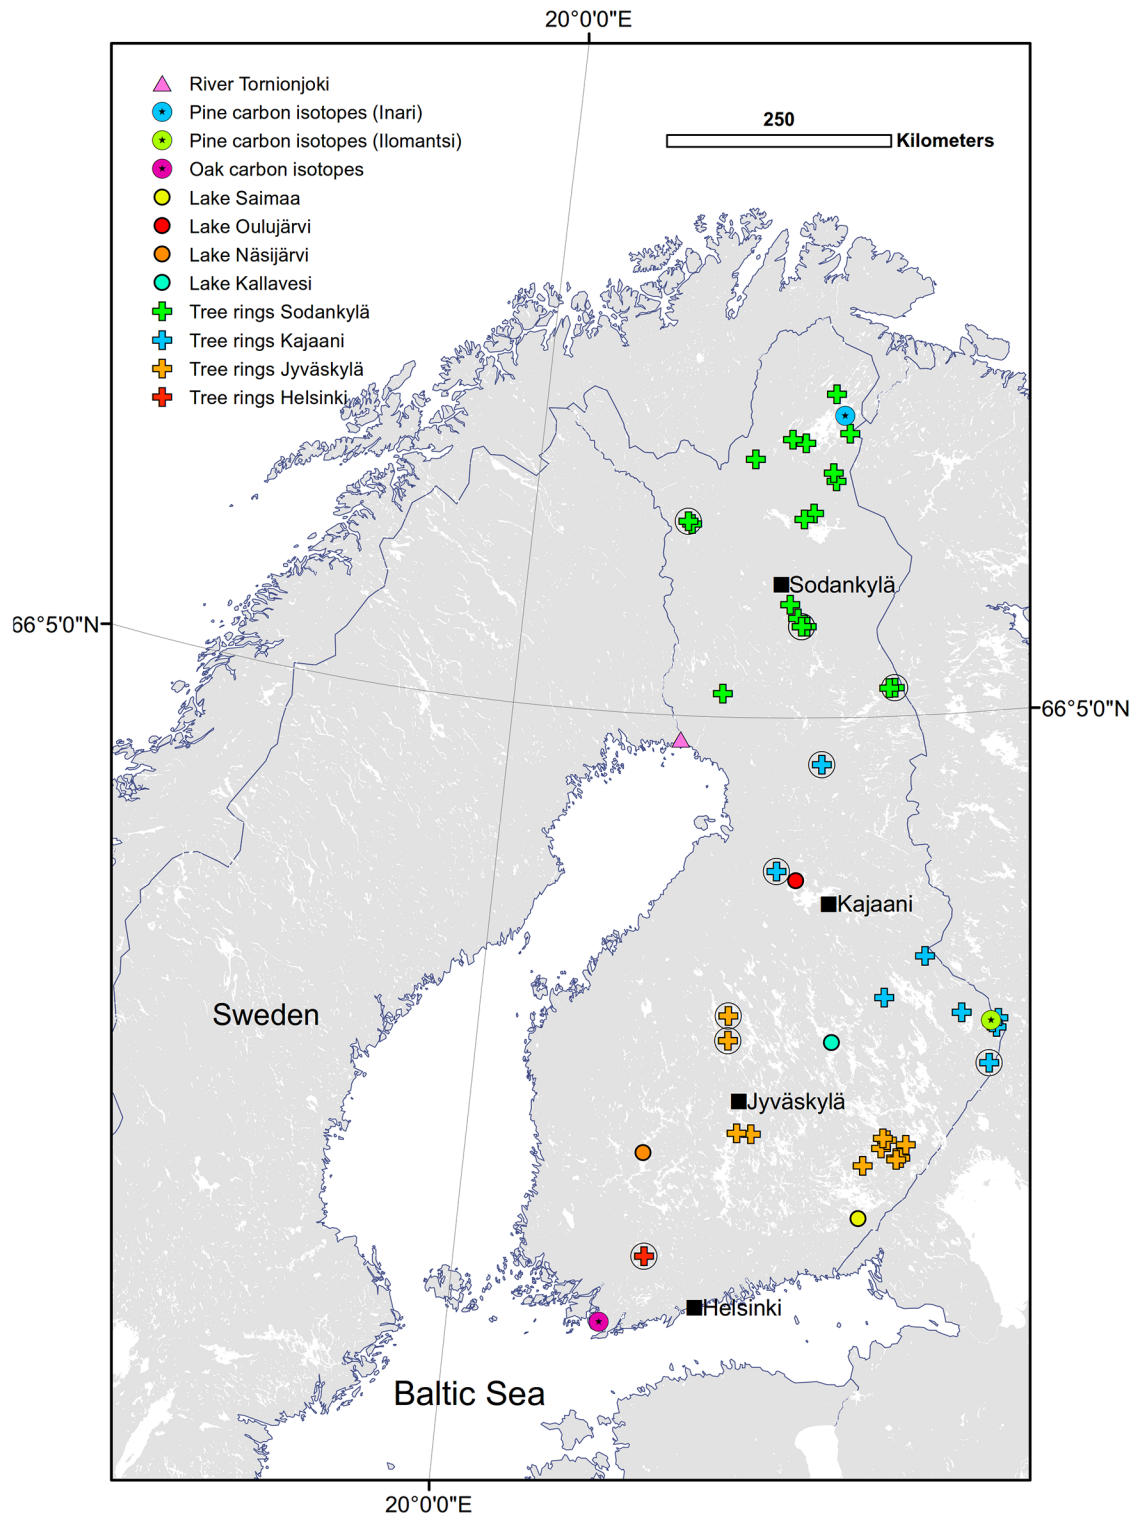 20°0'0"E
River Tornionjoki
Pine carbon isotopes (Inari)
Pine carbon isotopes (Ilomantsi)
Oak carbon isotopes
Lake Saimaa
Lake Oulujärvi
Lake Näsijärvi
Lake Kallavesi
Tree rings Sodankylä
Tree rings Kajaani
Tree rings Jyväskylä
Tree rings Helsinki
250
Kilometers
Sodankylä
66°5'0"N
66°5'0"N
Kajaani
Sweden
Jyväskylä
Helsinki
Baltic Sea
20°0'0"E